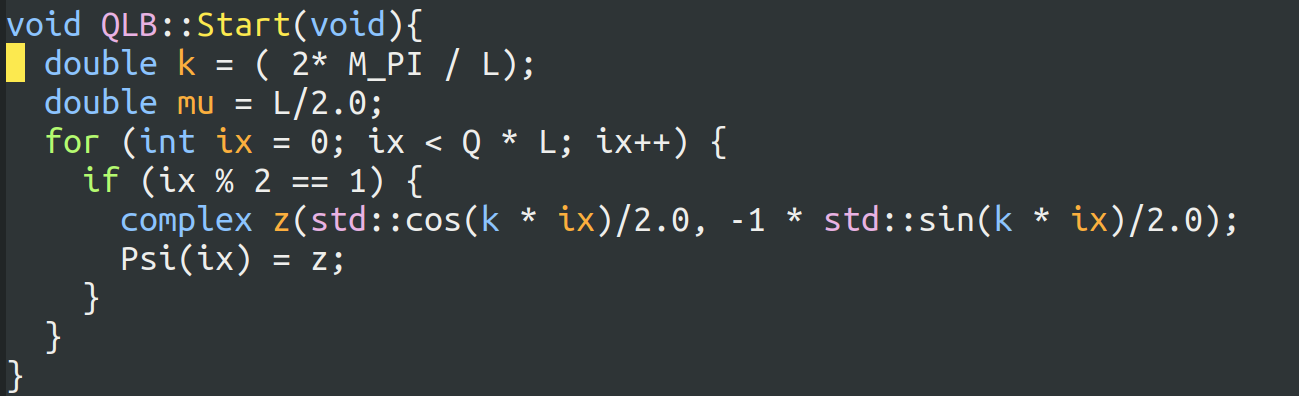 void QLB::Start(void){
  double k = ( 2* M_PI / L);
  double mu = L/2.0;
  for (int ix = 0; ix < Q * L; ix++) {
    if (ix % 2 == 1) {
      complex z(std::cos(k * ix)/2.0, -1 * std::sin(k * ix)/2.0);
      Psi(ix) = z;
    }
  }
}